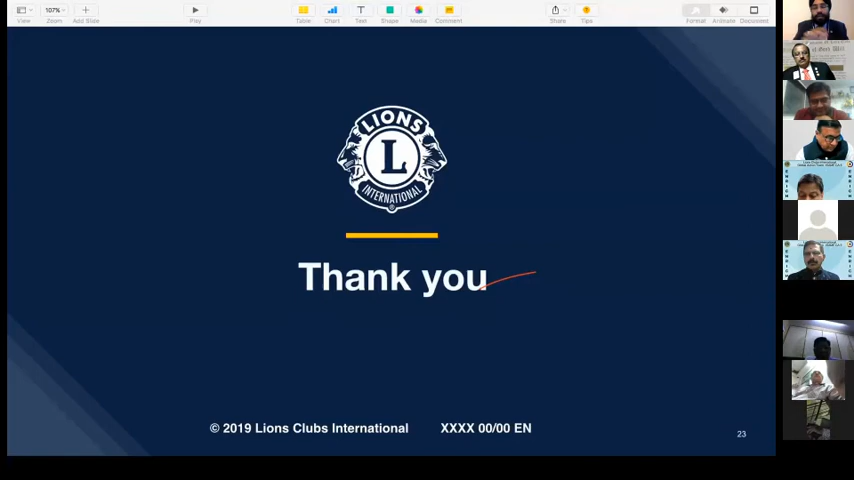 107%
View
Zoom
Add Slide
Play
Table
Chart
Text
Shape
Media
Comment
Share
Tips
Format
Animate
Document
LIONS
L
INTERNATIONAL
®
Thank you
© 2019 Lions Clubs International
XXXX 00/00 EN
23